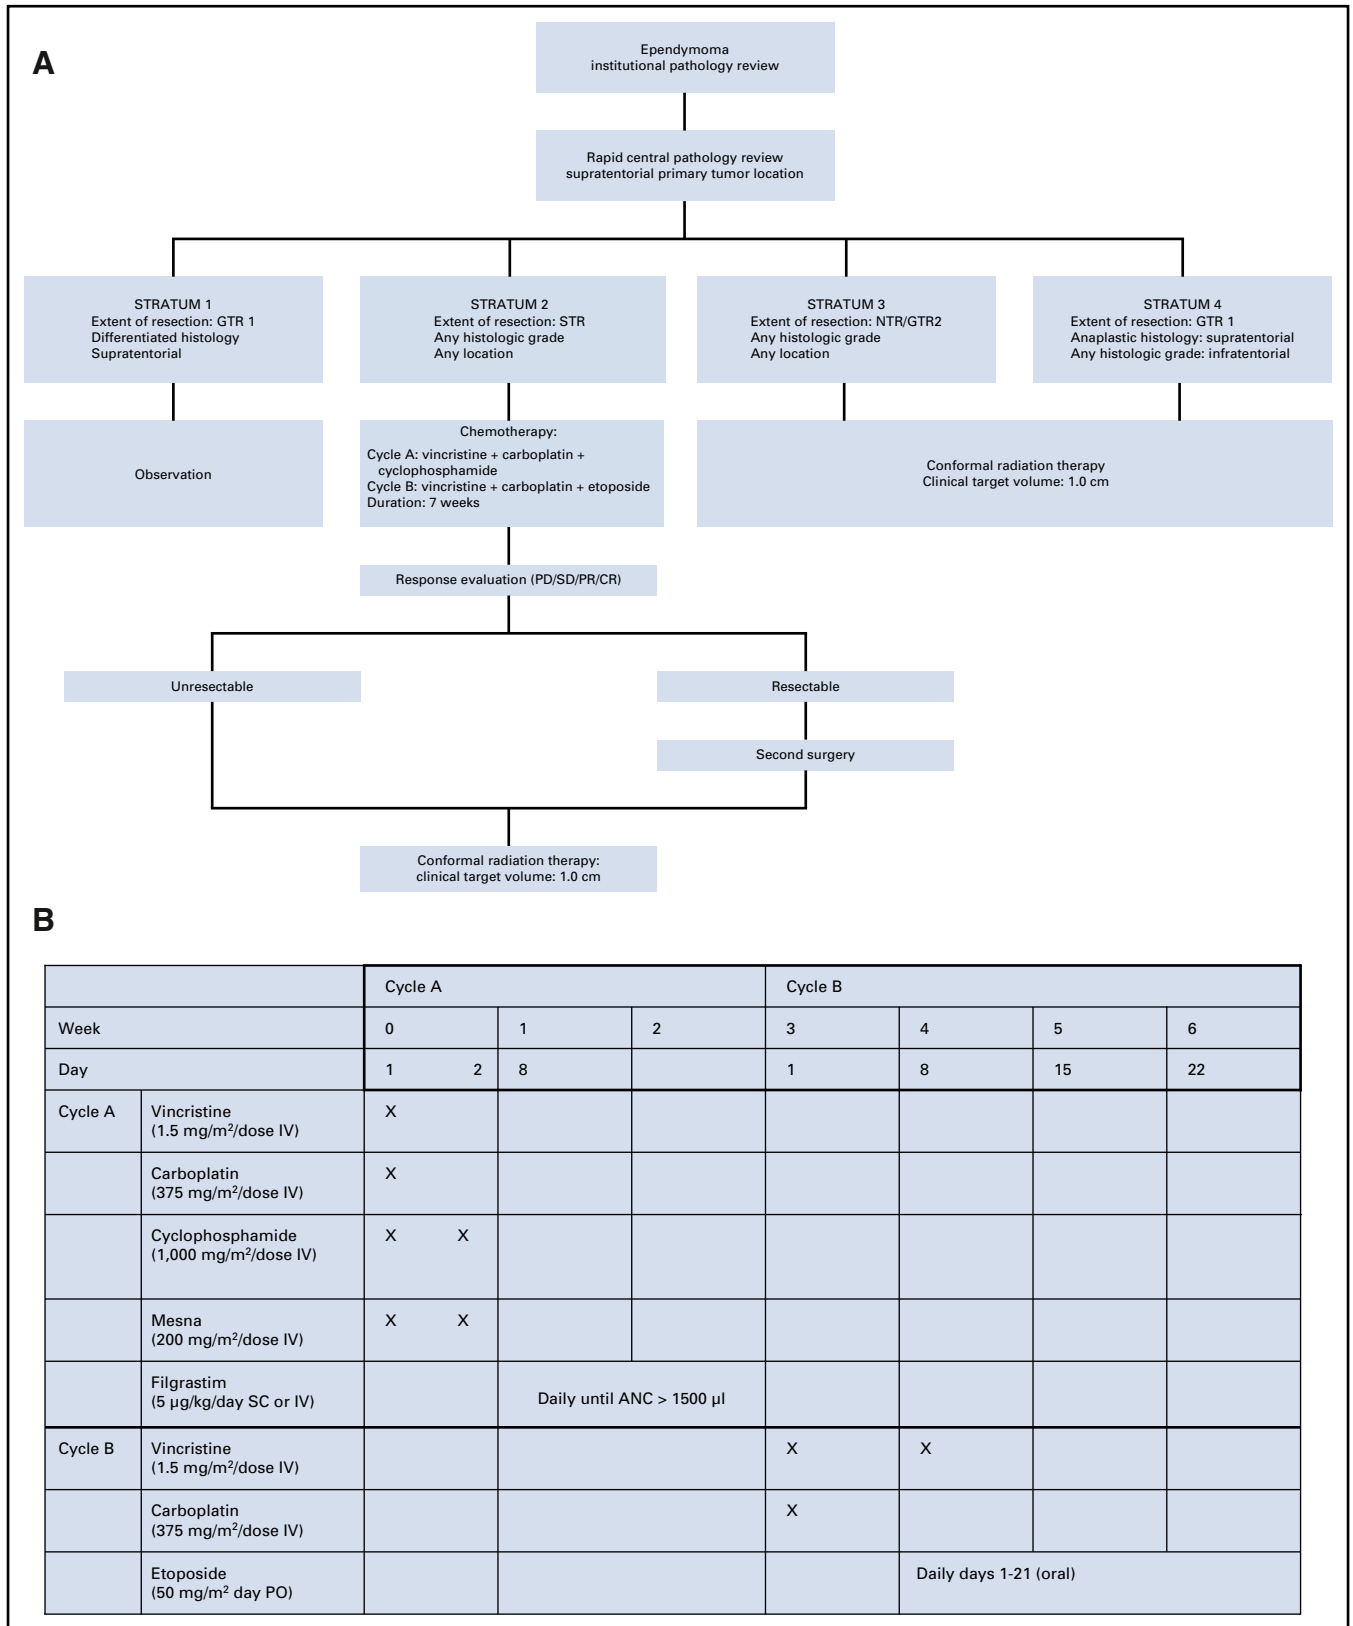 A
Ependymoma
institutional pathology review
Rapid central pathology review
supratentorial primary tumor location
STRATUM 1
Extent of resection: GTR 1
Differentiated histology
Supratentorial
STRATUM 2
Extent of resection: STR
Any histologic grade
Any location
STRATUM 3
Extent of resection: NTR/GTR2
Any histologic grade
Any location
STRATUM 4
Extent of resection: GTR 1
Anaplastic histology: supratentorial
Any histologic grade: infratentorial
Observation
Chemotherapy:
Cycle A: vincristine + carboplatin +
cyclophosphamide
Cycle B: vincristine + carboplatin + etoposide
Duration: 7 weeks
Conformal radiation therapy
Clinical target volume: 1.0 cm
Response evaluation (PD/SD/PR/CR)
Unresectable
Resectable
Second surgery
Conformal radiation therapy:
clinical target volume: 1.0 cm
B
Cycle A Cycle B
Week 0 1 2 3 4 5 6
Day 1 2 8 1 8 15 22
Cycle A Vincristine X
(1.5 mg/m²/dose IV)
Carboplatin X
(375 mg/m²/dose IV)
Cyclophosphamide X X
(1,000 mg/m²/dose IV)
Mesna X X
(200 mg/m²/dose IV)
Filgrastim
(5 µg/kg/day SC or IV) Daily until ANC > 1500 µl
Cycle B Vincristine X X
(1.5 mg/m²/dose IV)
Carboplatin X
(375 mg/m²/dose IV)
Etoposide Daily days 1-21 (oral)
(50 mg/m² day PO)